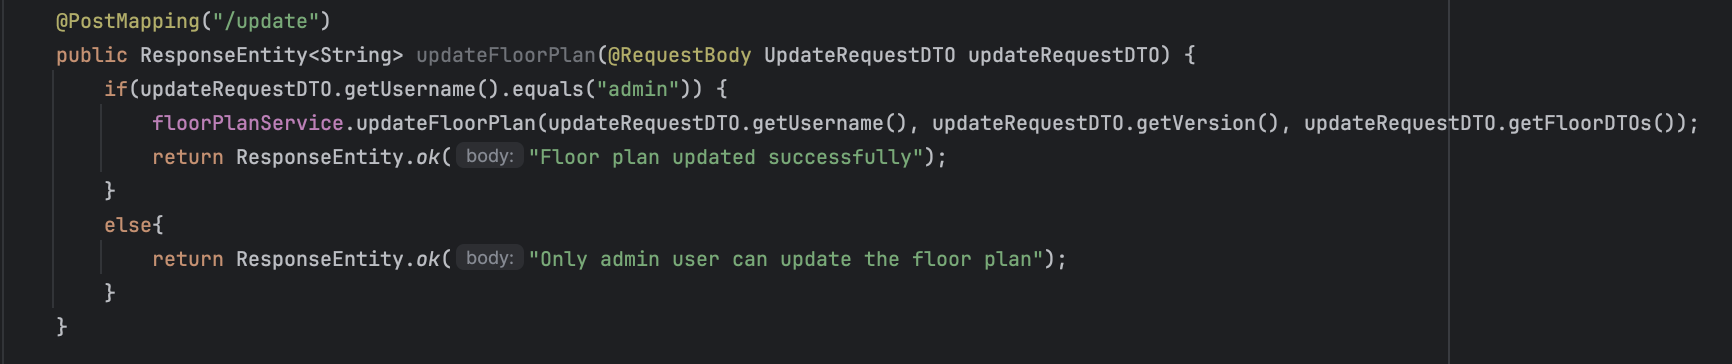 @PostMapping("/update")
public ResponseEntity<String> updateFloorPlan(@RequestBody UpdateRequestDTO updateRequestDTO) {
if(updateRequestDTO.getUsername().equals("admin")) {
floorPlanService.updateFloorPlan(updateRequestDTO.getUsername(), updateRequestDTO.getVersion(), updateRequestDTO.getFloorDTOs());
return ResponseEntity.ok( body: "Floor plan updated successfully");
}
else{
return ResponseEntity.ok( body: "Only admin user can update the floor plan");
}
}